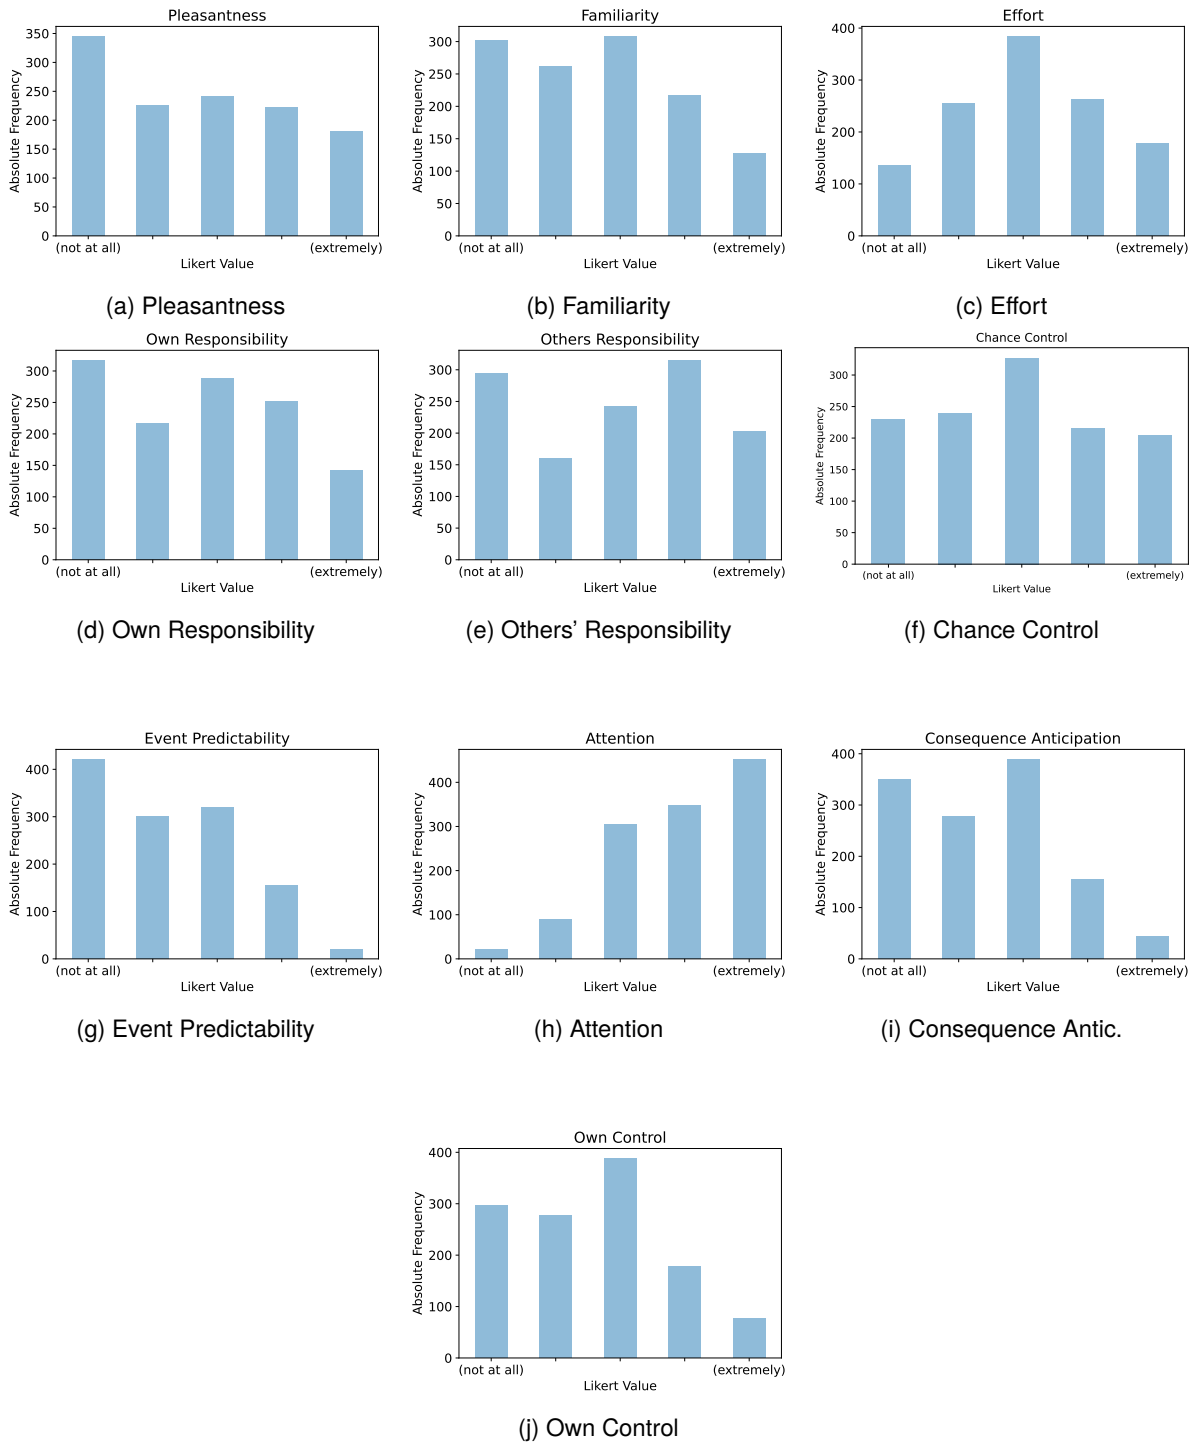 Pleasantness
Absolute Frequency
350
300
250
200
150
100
50
0
(not at all) (extremely)
Likert Value
(a) Pleasantness
Familiarity
Absolute Frequency
300
250
200
150
100
50
0
(not at all) (extremely)
Likert Value
(b) Familiarity
Effort
Absolute Frequency
400
300
200
100
0
(not at all) (extremely)
Likert Value
(c) Effort
Own Responsibility
Absolute Frequency
300
250
200
150
100
50
0
(not at all) (extremely)
Likert Value
(d) Own Responsibility
Others Responsibility
Absolute Frequency
300
250
200
150
100
50
0
(not at all) (extremely)
Likert Value
(e) Others’ Responsibility
Chance Control
Absolute Frequency
300
250
200
150
100
50
0
(not at all) (extremely)
Likert Value
(f) Chance Control
Event Predictability
Absolute Frequency
400
300
200
100
0
(not at all) (extremely)
Likert Value
(g) Event Predictability
Attention
Absolute Frequency
400
300
200
100
0
(not at all) (extremely)
Likert Value
(h) Attention
Consequence Anticipation
Absolute Frequency
400
300
200
100
0
(not at all) (extremely)
Likert Value
(i) Consequence Antic.
Own Control
Absolute Frequency
400
300
200
100
0
(not at all) (extremely)
Likert Value
(j) Own Control